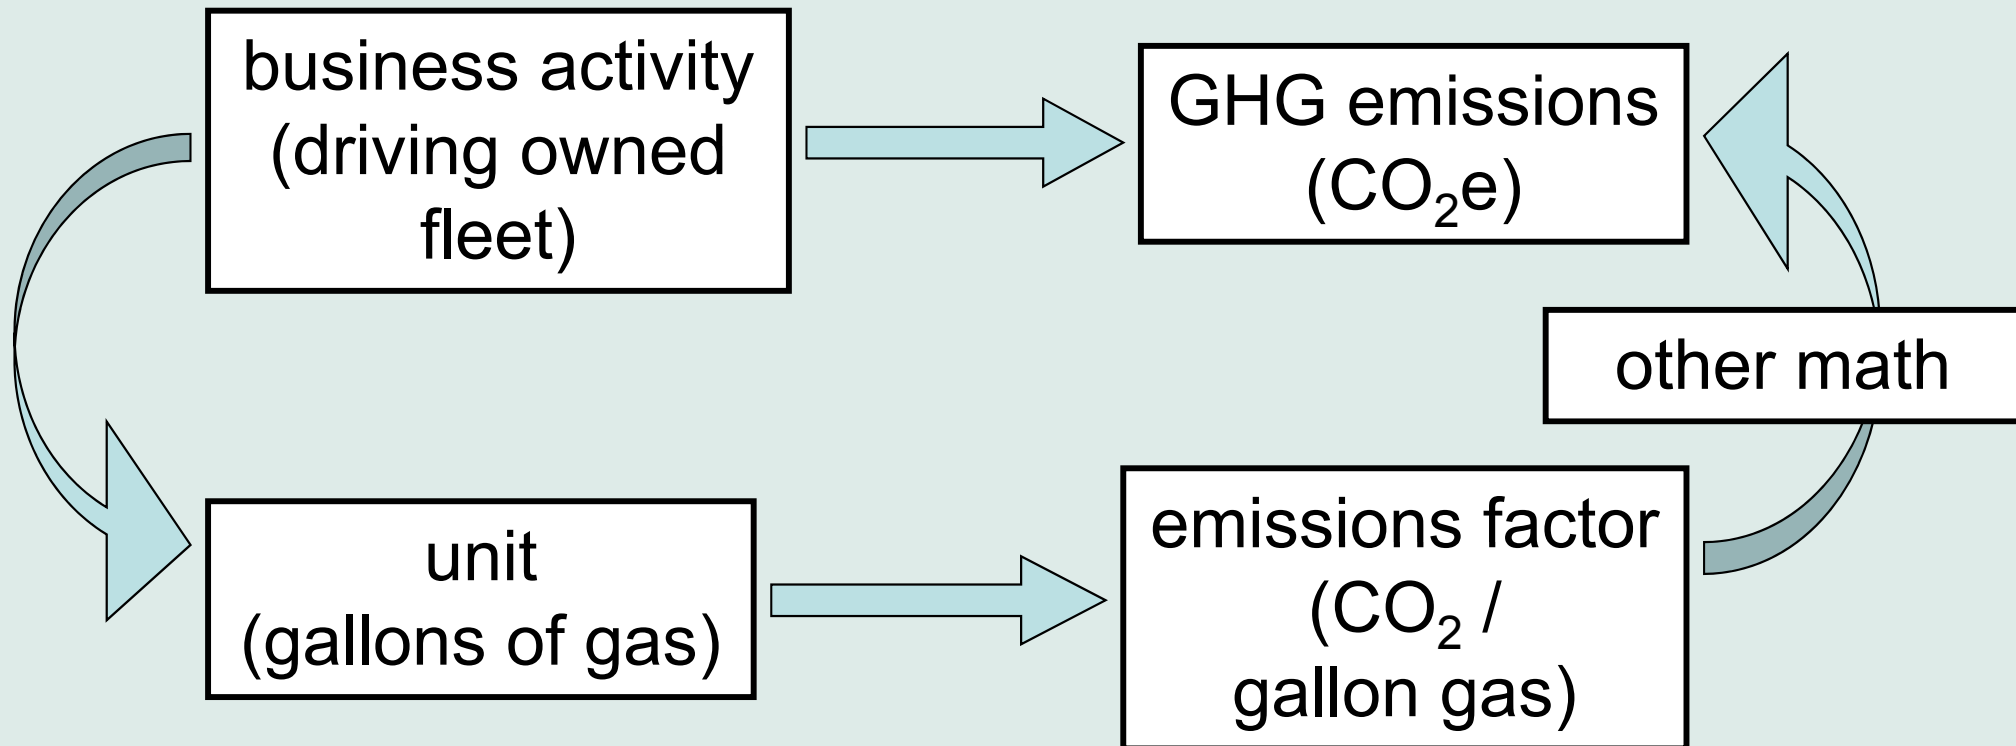 business activity
(driving owned
fleet)
GHG emissions
(CO₂e)
other math
unit
(gallons of gas)
emissions factor
(CO₂ /
gallon gas)